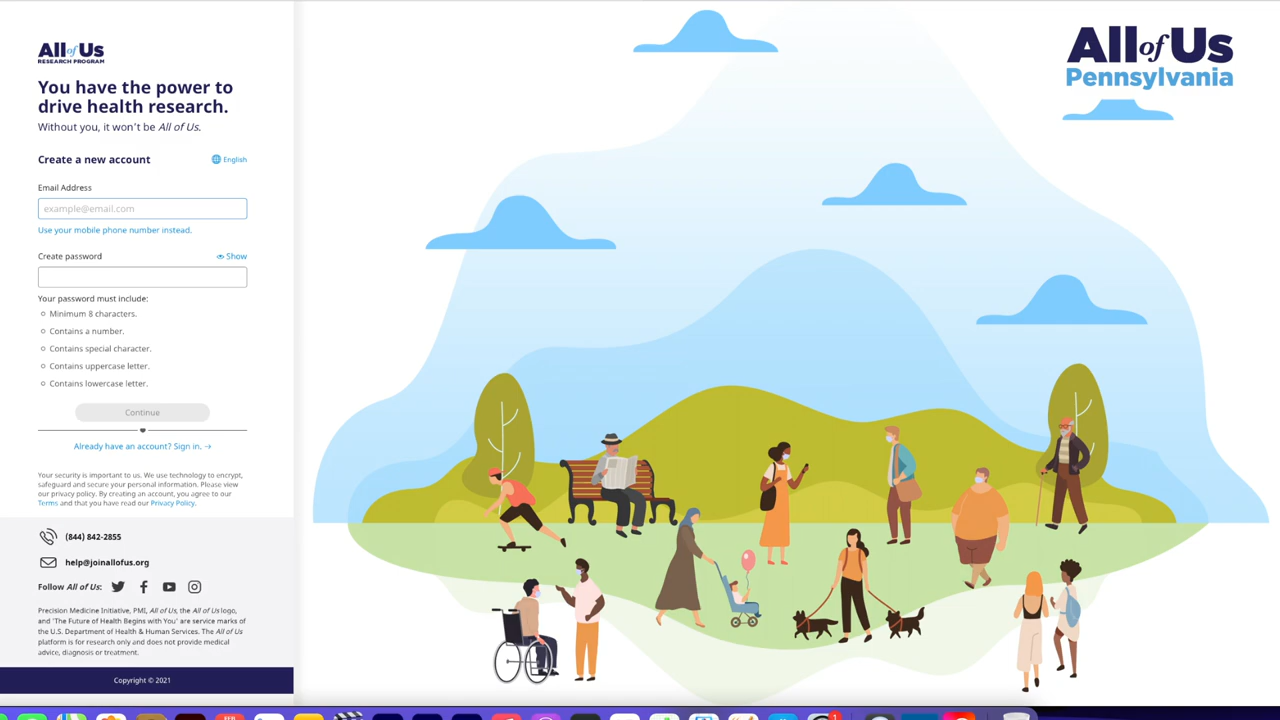 All of Us
RESEARCH PROGRAM
You have the power to
drive health research.
Without you, it won't be All of Us.
Create a new account
English
Email Address
example@email.com
Use your mobile phone number instead.
Create password
Show
Your password must include:
Minimum 8 characters.
Contains a number.
Contains special character.
Contains uppercase letter.
Contains lowercase letter.
Continue
Already have an account? Sign in. →
Your security is important to us. We use technology to encrypt,
safeguard and secure your personal information. Please view
our privacy policy. By creating an account, you agree to our
Terms and that you have read our Privacy Policy.
(844) 842-2855
help@joinallofus.org
Follow All of Us:
Precision Medicine Initiative, PMI, All of Us, the All of Us logo,
and 'The Future of Health Begins with You' are service marks of
the U.S. Department of Health & Human Services. The All of Us
platform is for research only and does not provide medical
advice, diagnosis or treatment.
Copyright © 2021
All of Us
Pennsylvania